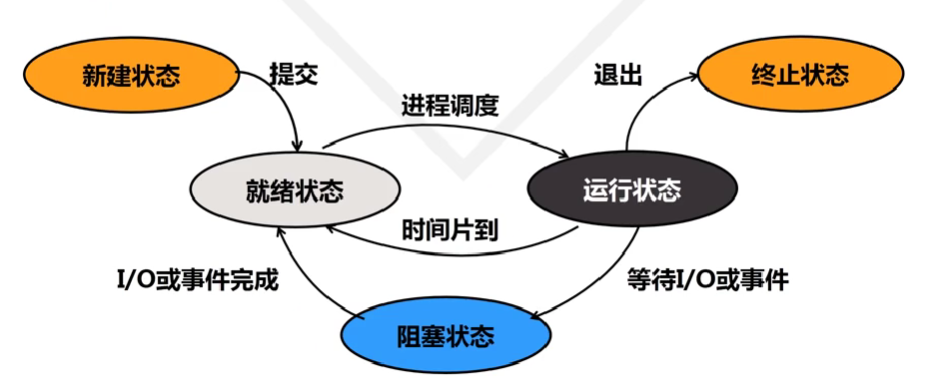 新建状态
提交
退出
终止状态
进程调度
就绪状态
运行状态
时间片到
I/O或事件完成
等待I/O或事件
阻塞状态